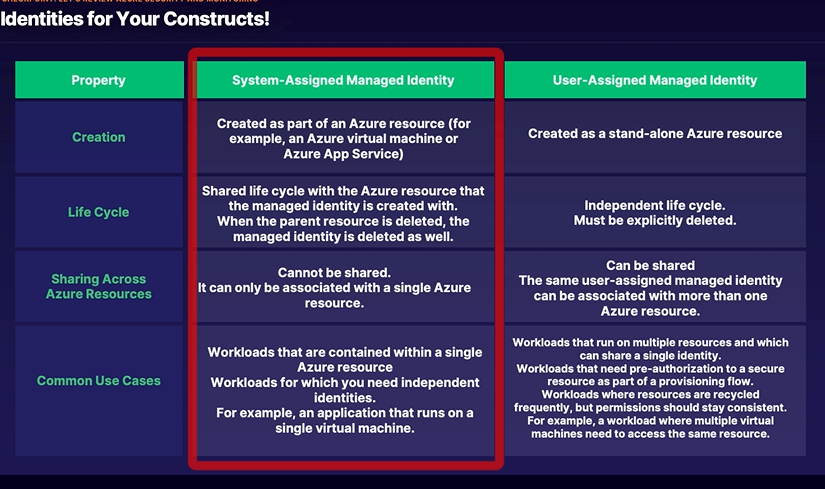 CHECKPOINT: LET'S REVIEW AZURE SECURITY AND MONITORING
Identities for Your Constructs!
Property
System-Assigned Managed Identity
User-Assigned Managed Identity
Creation
Created as part of an Azure resource (for
example, an Azure virtual machine or
Azure App Service)
Created as a stand-alone Azure resource
Life Cycle
Shared life cycle with the Azure resource that
the managed identity is created with.
When the parent resource is deleted, the
managed identity is deleted as well.
Independent life cycle.
Must be explicitly deleted.
Sharing Across
Azure Resources
Cannot be shared.
It can only be associated with a single Azure
resource.
Can be shared
The same user-assigned managed identity
can be associated with more than one
Azure resource.
Common Use Cases
Workloads that are contained within a single
Azure resource
Workloads for which you need independent
identities.
For example, an application that runs on a
single virtual machine.
Workloads that run on multiple resources and which
can share a single identity.
Workloads that need pre-authorization to a secure
resource as part of a provisioning flow.
Workloads where resources are recycled
frequently, but permissions should stay consistent.
For example, a workload where multiple virtual
machines need to access the same resource.